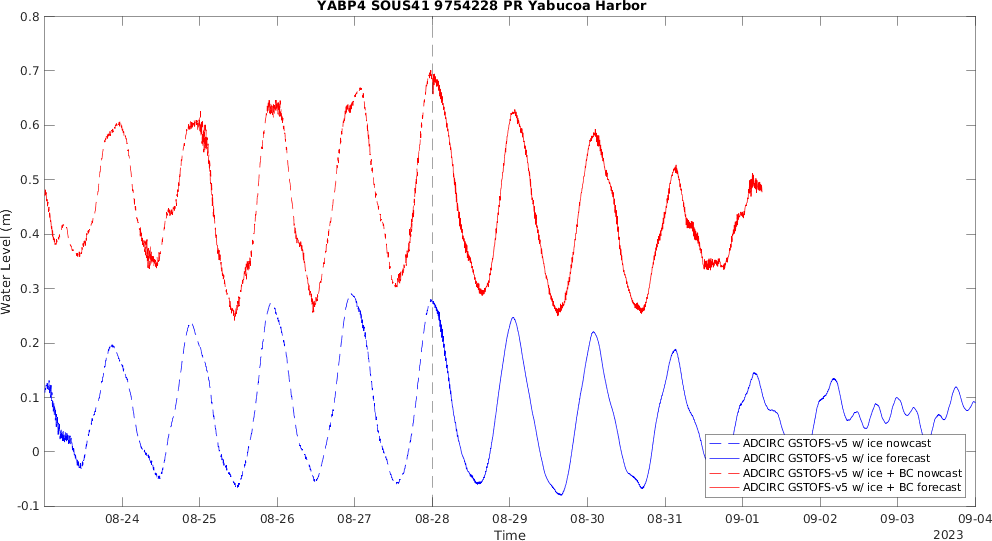 YABP4 SOUS41 9754228 PR Yabucoa Harbor
0.8
0.7
0.6
0.5
0.4
0.3
0.2
0.1
0
-0.1
Water Level (m)
08-24 08-25 08-26 08-27 08-28 08-29 08-30 08-31 09-01 09-02 09-03 09-04
Time
2023
ADCIRC GSTOFS-v5 w/ ice nowcast
ADCIRC GSTOFS-v5 w/ ice forecast
ADCIRC GSTOFS-v5 w/ ice + BC nowcast
ADCIRC GSTOFS-v5 w/ ice + BC forecast